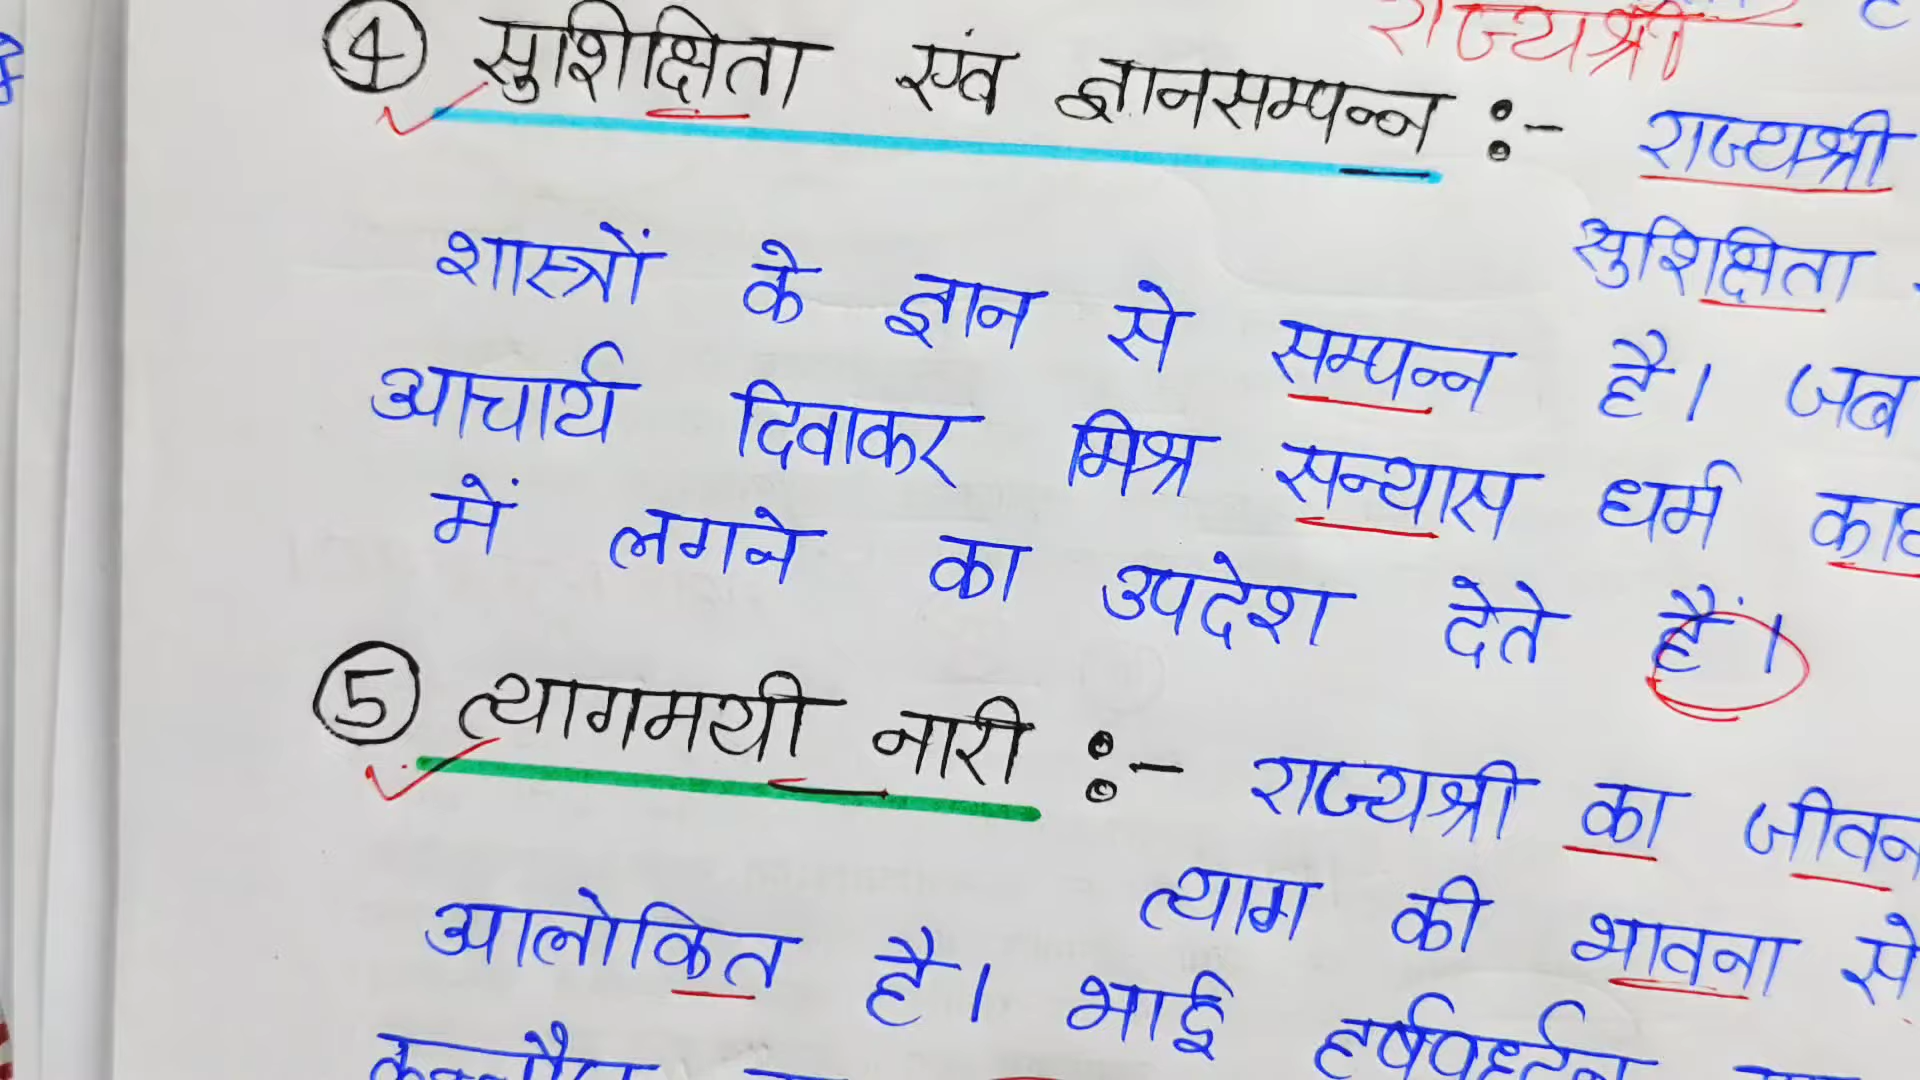 राज्यश्री
④ सुशिक्षिता एवं ज्ञानसम्पन्न :- राज्यश्री
सुशिक्षिता
शास्त्रों के ज्ञान से सम्पन्न है। जब
आचार्य दिवाकर मिश्र सन्यास धर्म
में लगने का उपदेश देते हैं।
⑤ त्यागमयी नारी :- राज्यश्री का जीवन
त्याग की भावना से
आलोकित है। भाई हर्षवर्द्धन